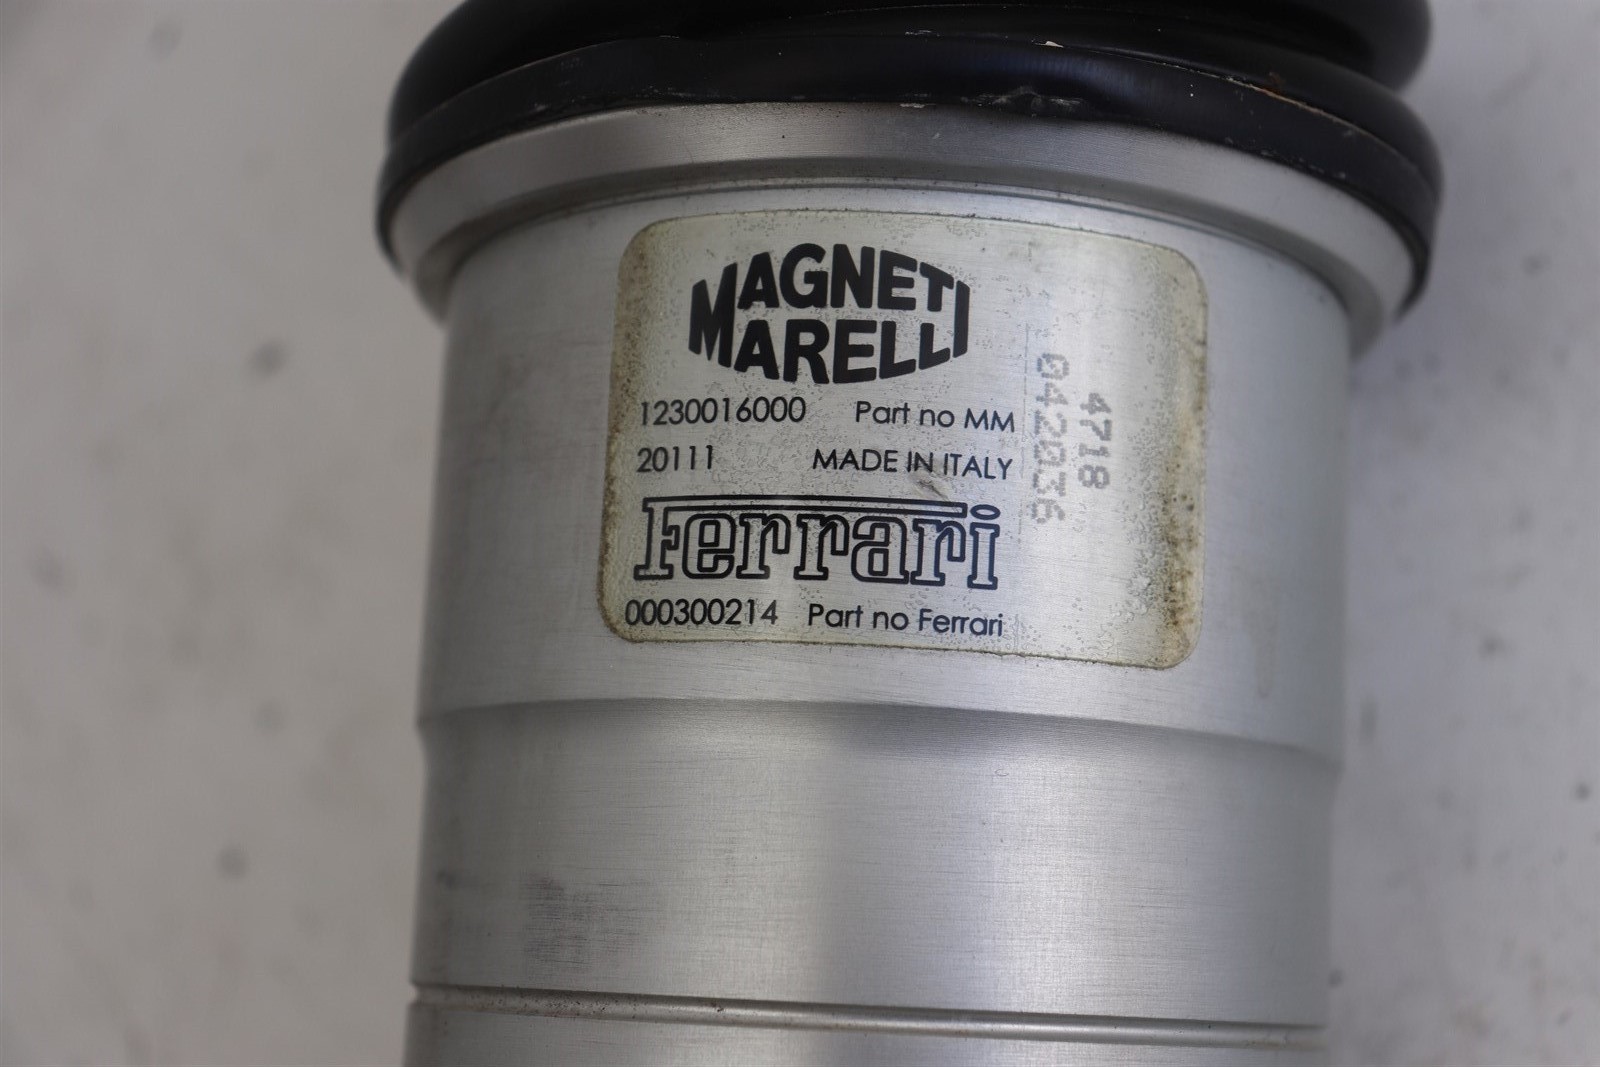 MAGNETI
MARELLI
1230016000 Part no MM
20111 MADE IN ITALY
Ferrari
000300214 Part no Ferrari
4718
042036